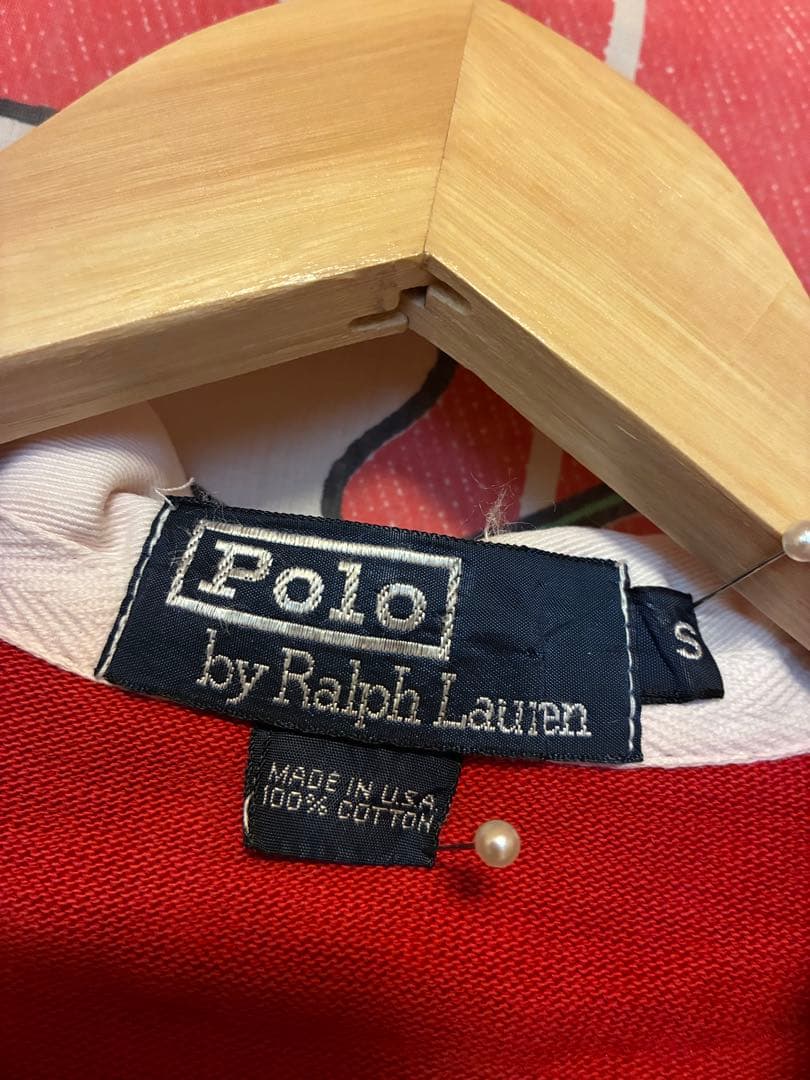 Polo
by Ralph Lauren
S
MADE IN U.S.A.
100% COTTON